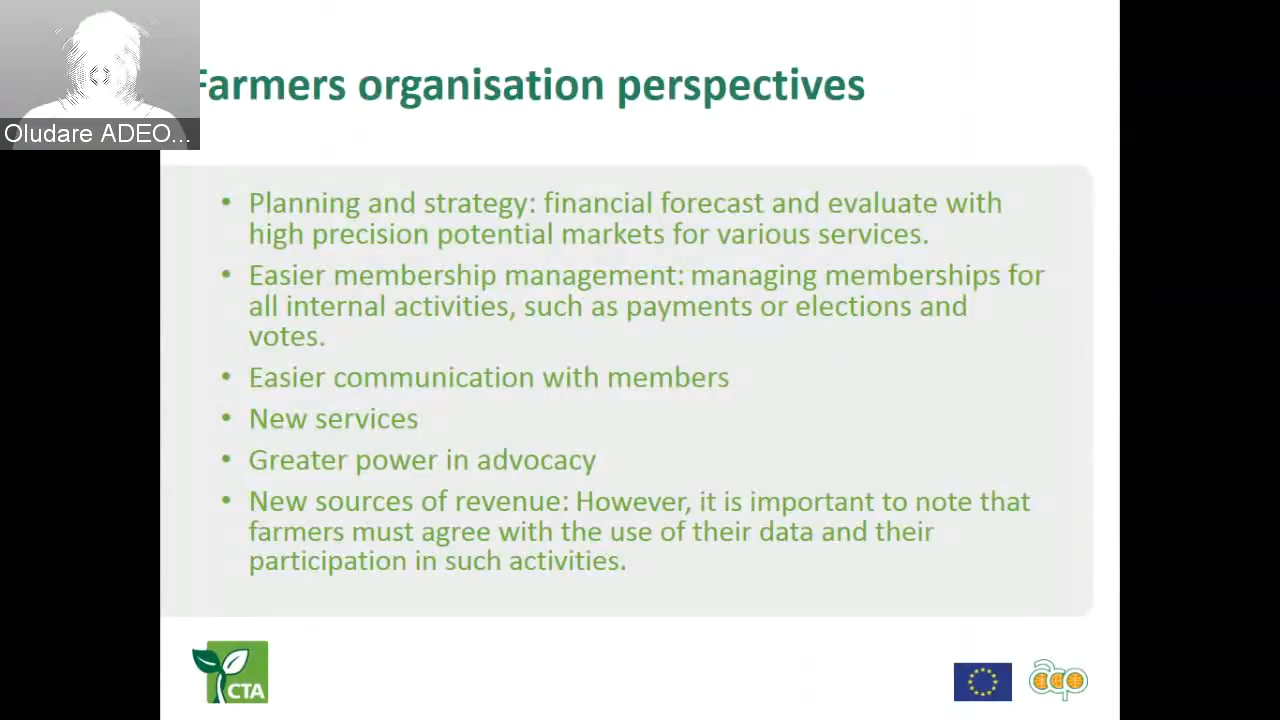 Farmers organisation perspectives
Oludare ADEO...
• Planning and strategy: financial forecast and evaluate with
high precision potential markets for various services.
• Easier membership management: managing memberships for
all internal activities, such as payments or elections and
votes.
• Easier communication with members
• New services
• Greater power in advocacy
• New sources of revenue: However, it is important to note that
farmers must agree with the use of their data and their
participation in such activities.
CTA
acp